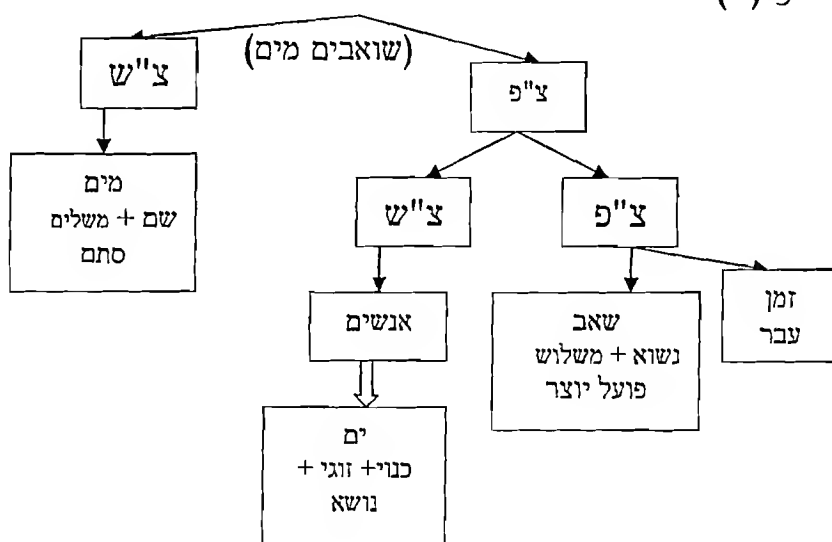 (שואבים מים)
צ"ש
צ"פ
מים
שם + משלים
סתם
צ"ש
צ"פ
אנשים
שאב
נשוא + משלוש
פועל יוצר
זמן
עבר
ים
כנוי+ זוגי +
נושא